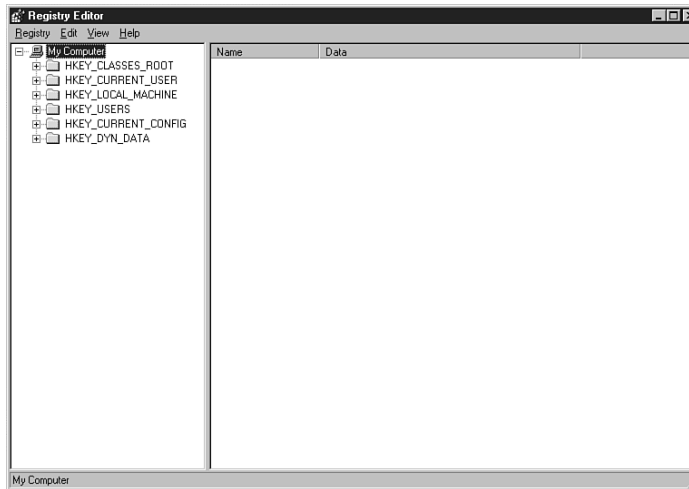 Registry Editor
Registry Edit View Help
My Computer
HKEY_CLASSES_ROOT
HKEY_CURRENT_USER
HKEY_LOCAL_MACHINE
HKEY_USERS
HKEY_CURRENT_CONFIG
HKEY_DYN_DATA
Name Data
My Computer